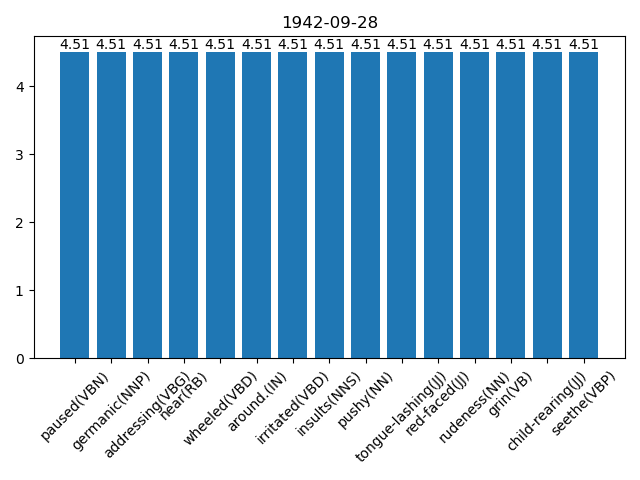 1942-09-28
4.51 4.51 4.51 4.51 4.51 4.51 4.51 4.51 4.51 4.51 4.51 4.51 4.51 4.51 4.51
4
3
2
1
0
paused(VBN)
germanic(NNP)
addressing(VBG)
near(RB)
wheeled(VBD)
around.(IN)
irritated(VBD)
insults(NNS)
pushy(NN)
tongue-lashing(JJ)
red-faced(JJ)
rudeness(NN)
grin(VB)
child-rearing(JJ)
seethe(VBP)